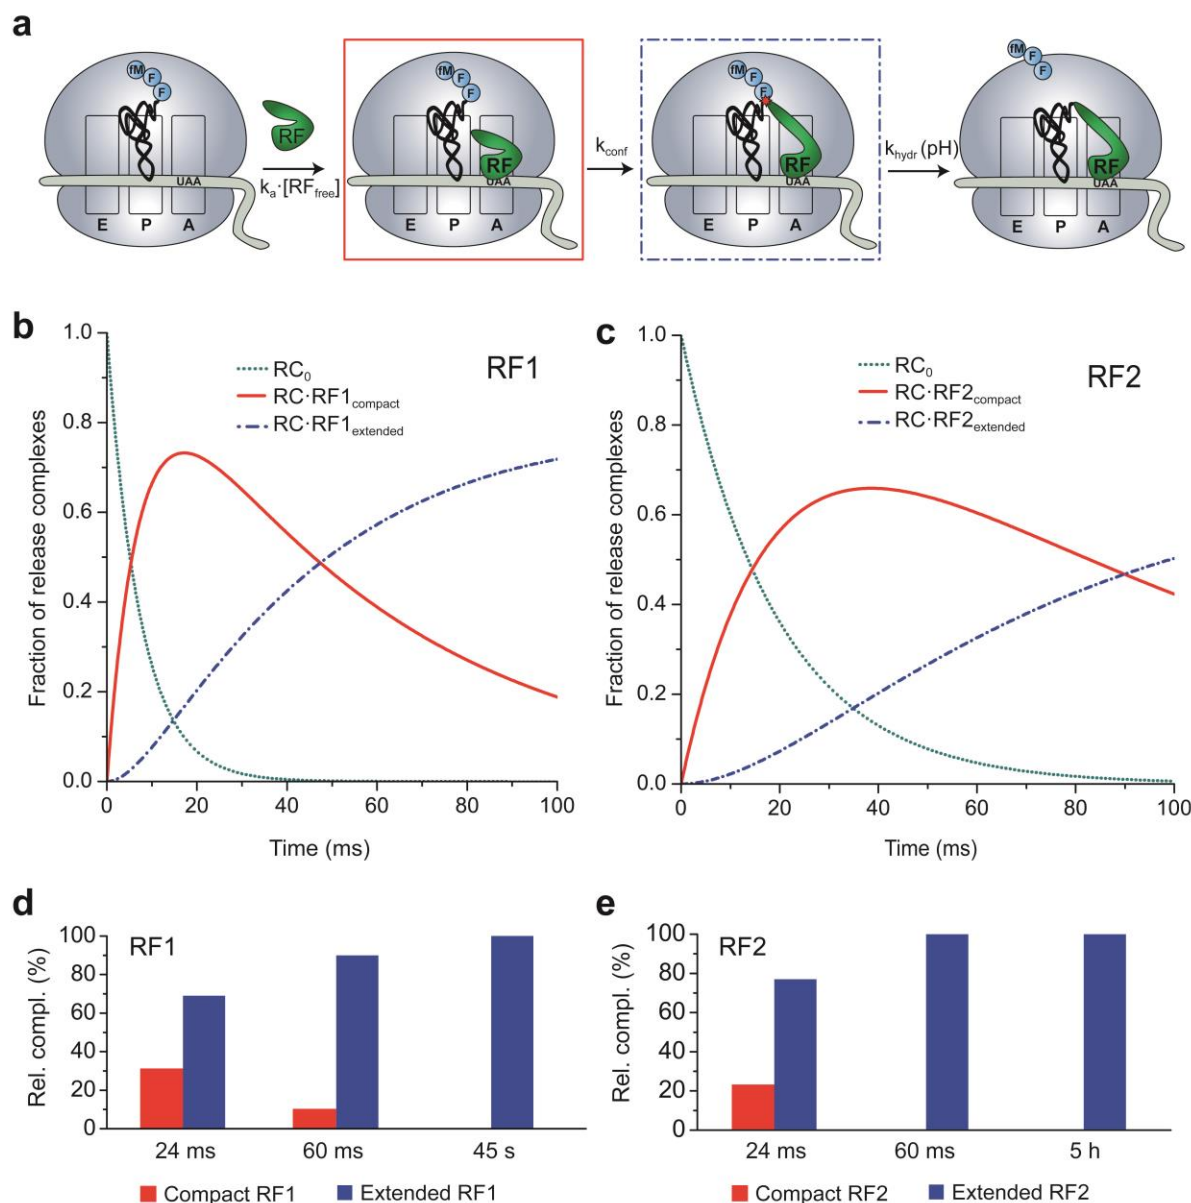 a
fM F F
RF
k_a·[RF_free]
UAA
E P A
fM F F
RF
UAA
E P A
k_conf
fM F F
RF
UAA
E P A
k_hydr (pH)
fM F F
RF
UAA
E P A
b
RF1
RC₀
RC·RF1compact
RC·RF1extended
Fraction of release complexes
1.0
0.8
0.6
0.4
0.2
0.0
0 20 40 60 80 100
Time (ms)
c
RF2
RC₀
RC·RF2compact
RC·RF2extended
Fraction of release complexes
1.0
0.8
0.6
0.4
0.2
0.0
0 20 40 60 80 100
Time (ms)
d
RF1
Rel. compl. (%)
100
80
60
40
20
0
24 ms 60 ms 45 s
Compact RF1 Extended RF1
e
RF2
Rel. compl. (%)
100
80
60
40
20
0
24 ms 60 ms 5 h
Compact RF2 Extended RF2